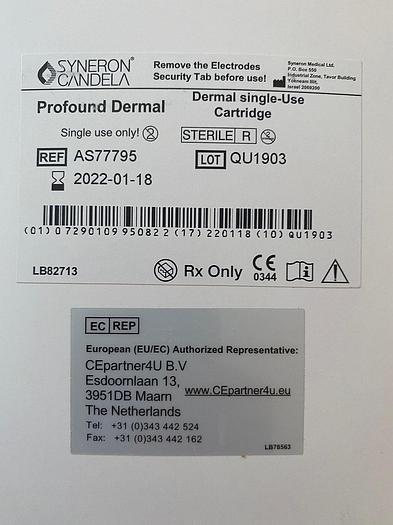 SYNERON®
CANDELA
Remove the Electrodes
Security Tab before use!
Syneron Medical Ltd.
P.O. Box 550
Industrial Zone, Tavor Building
Yokneam Illit,
Israel 2069200
Profound Dermal
Dermal single-Use
Cartridge
Single use only! 2
STERILE R
REF AS77795
LOT QU1903
2022-01-18
(01)07290109950822(17)220118(10)QU1903
LB82713
Rx Only
CE
0344
EC REP
European (EU/EC) Authorized Representative:
CEpartner4U B.V
Esdoornlaan 13,
3951DB Maarn
www.CEpartner4u.eu
The Netherlands
Tel: +31 (0)343 442 524
Fax: +31 (0)343 442 162
LB78563